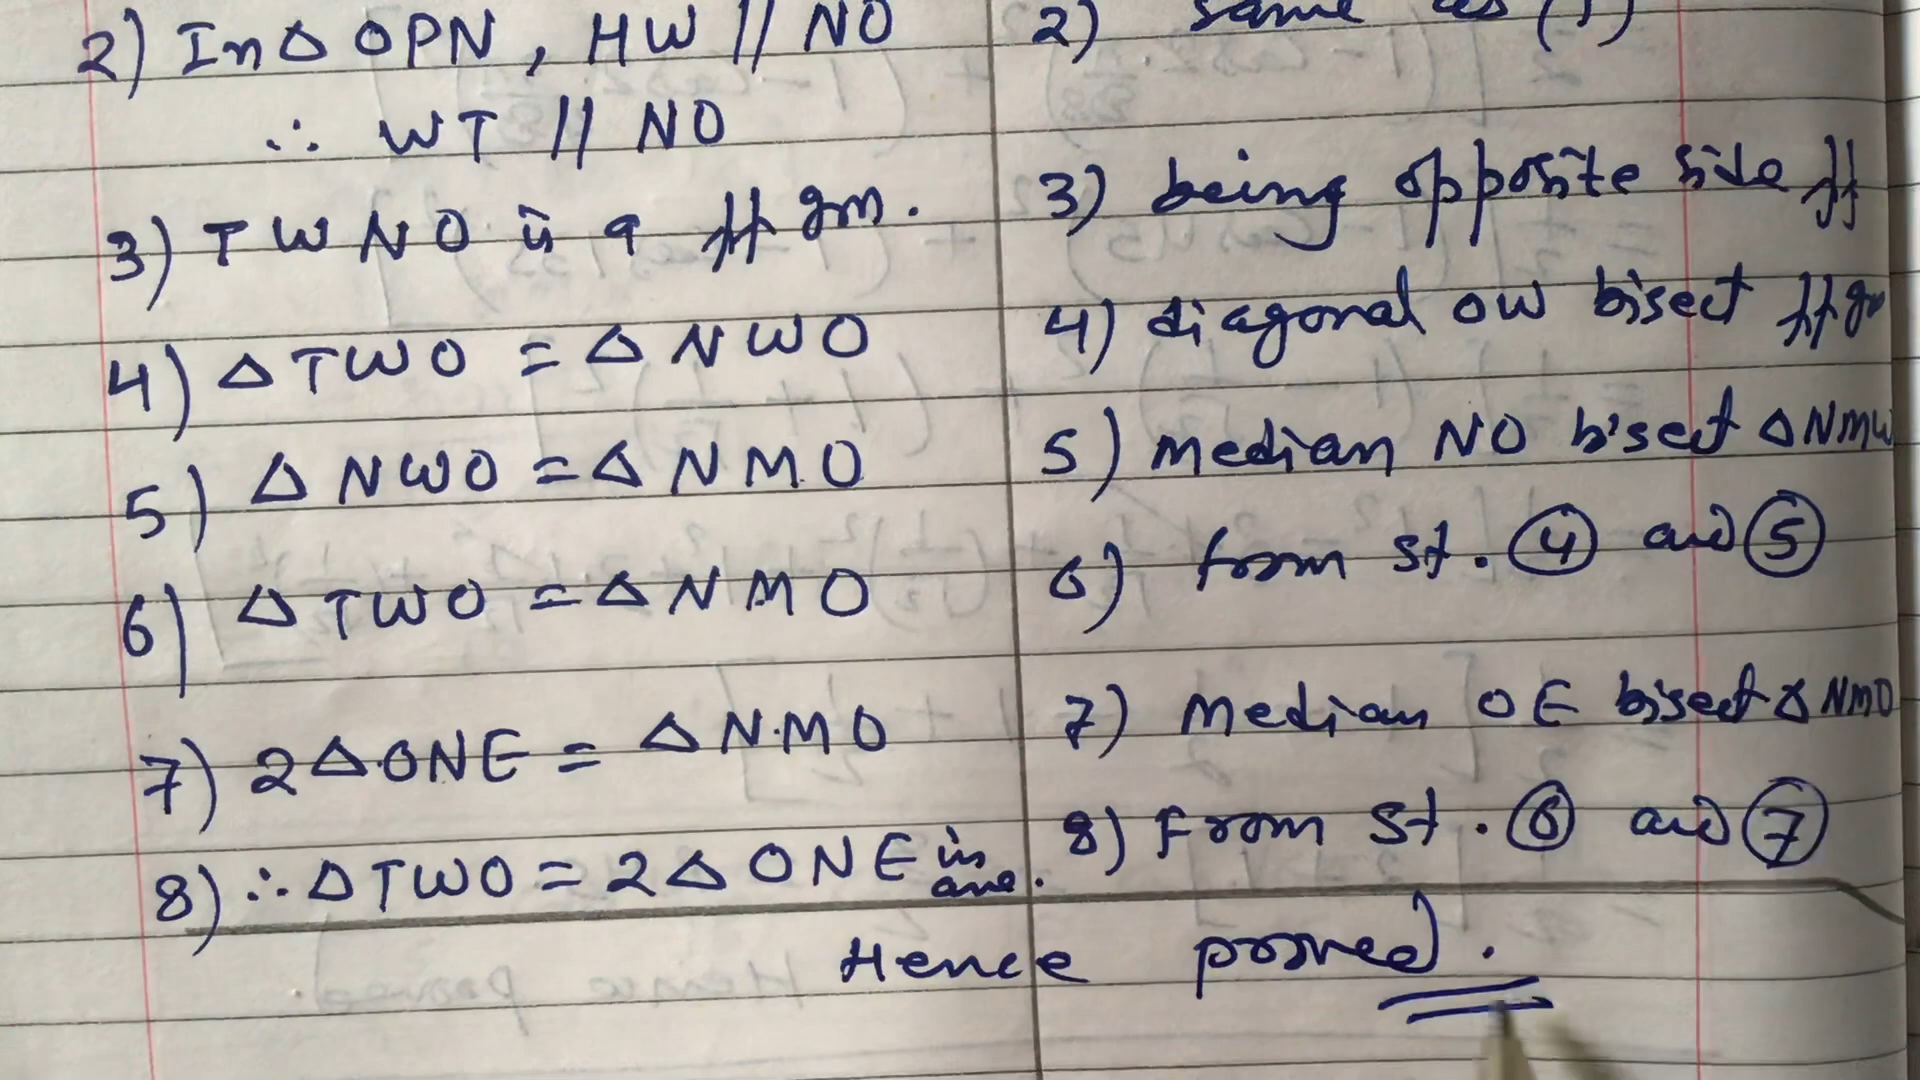 2) In △ OPN, HW // NO 2) same as (1)
∴ WT // NO
3) TWNO is a //gm. 3) being opposite side //
4) △ TWO = △ NWO 4) diagonal OW bisect //gm
5) △ NWO = △ NMO 5) median NO bisect △NMW
6) △ TWO = △ NMO 6) from st. ④ and ⑤
7) 2△ ONE = △ NMO 7) Median OE bisect △ NMO
8) ∴ △TWO = 2△ ONE in are. 8) From st. ⑥ and ⑦
Hence proved.